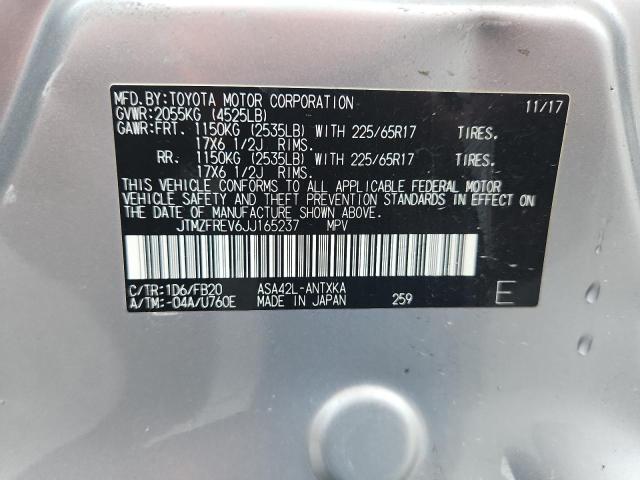 MFD.BY:TOYOTA MOTOR CORPORATION 11/17
GVWR:2055KG (4525LB)
GAWR:FRT. 1150KG (2535LB) WITH 225/65R17 TIRES.
17X6 1/2J RIMS.
RR. 1150KG (2535LB) WITH 225/65R17 TIRES.
17X6 1/2J RIMS.
THIS VEHICLE CONFORMS TO ALL APPLICABLE FEDERAL MOTOR
VEHICLE SAFETY AND THEFT PREVENTION STANDARDS IN EFFECT ON
THE DATE OF MANUFACTURE SHOWN ABOVE.
JTMZFREV6JJ165237 MPV
C/TR:1D6/FB20 ASA42L-ANTXKA
A/TM:-04A/U760E MADE IN JAPAN 259 E